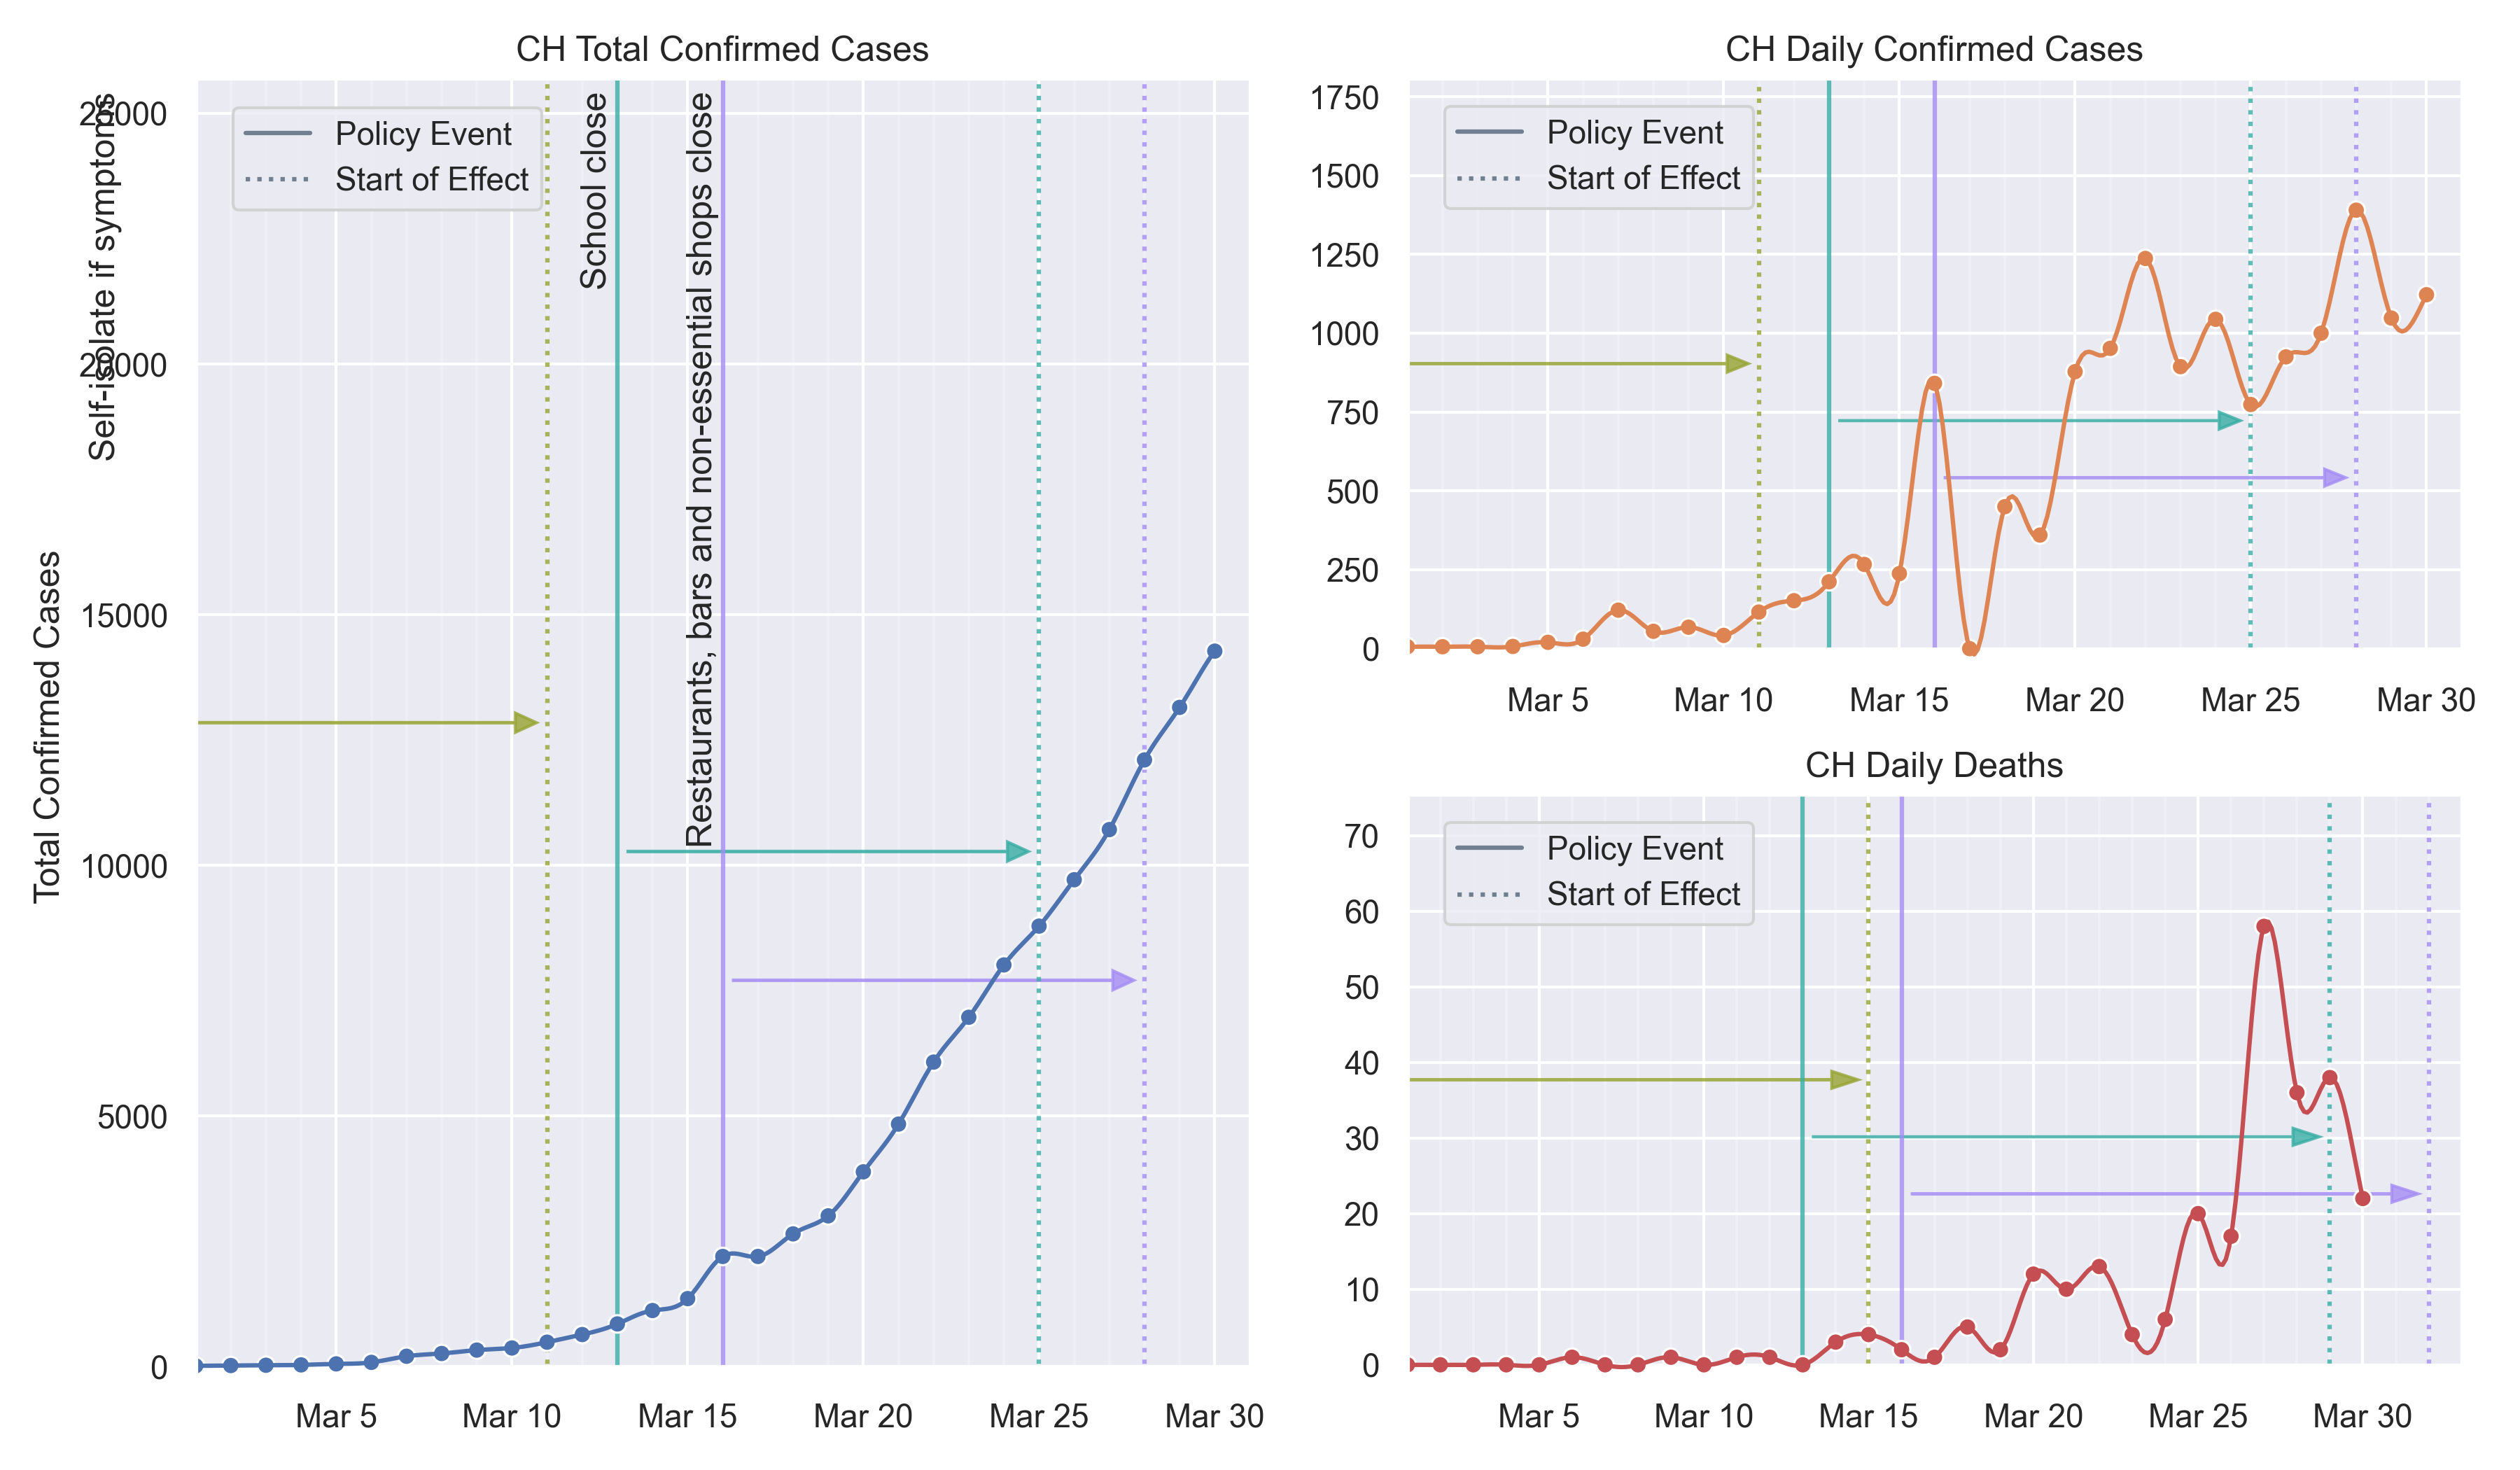 CH Total Confirmed Cases
Total Confirmed Cases
25000
20000
15000
10000
5000
0
Self-isolate if symptoms
School close
Restaurants, bars and non-essential shops close
Policy Event
Start of Effect
Mar 5
Mar 10
Mar 15
Mar 20
Mar 25
Mar 30
CH Daily Confirmed Cases
1750
1500
1250
1000
750
500
250
0
Policy Event
Start of Effect
Mar 5
Mar 10
Mar 15
Mar 20
Mar 25
Mar 30
CH Daily Deaths
70
60
50
40
30
20
10
0
Policy Event
Start of Effect
Mar 5
Mar 10
Mar 15
Mar 20
Mar 25
Mar 30